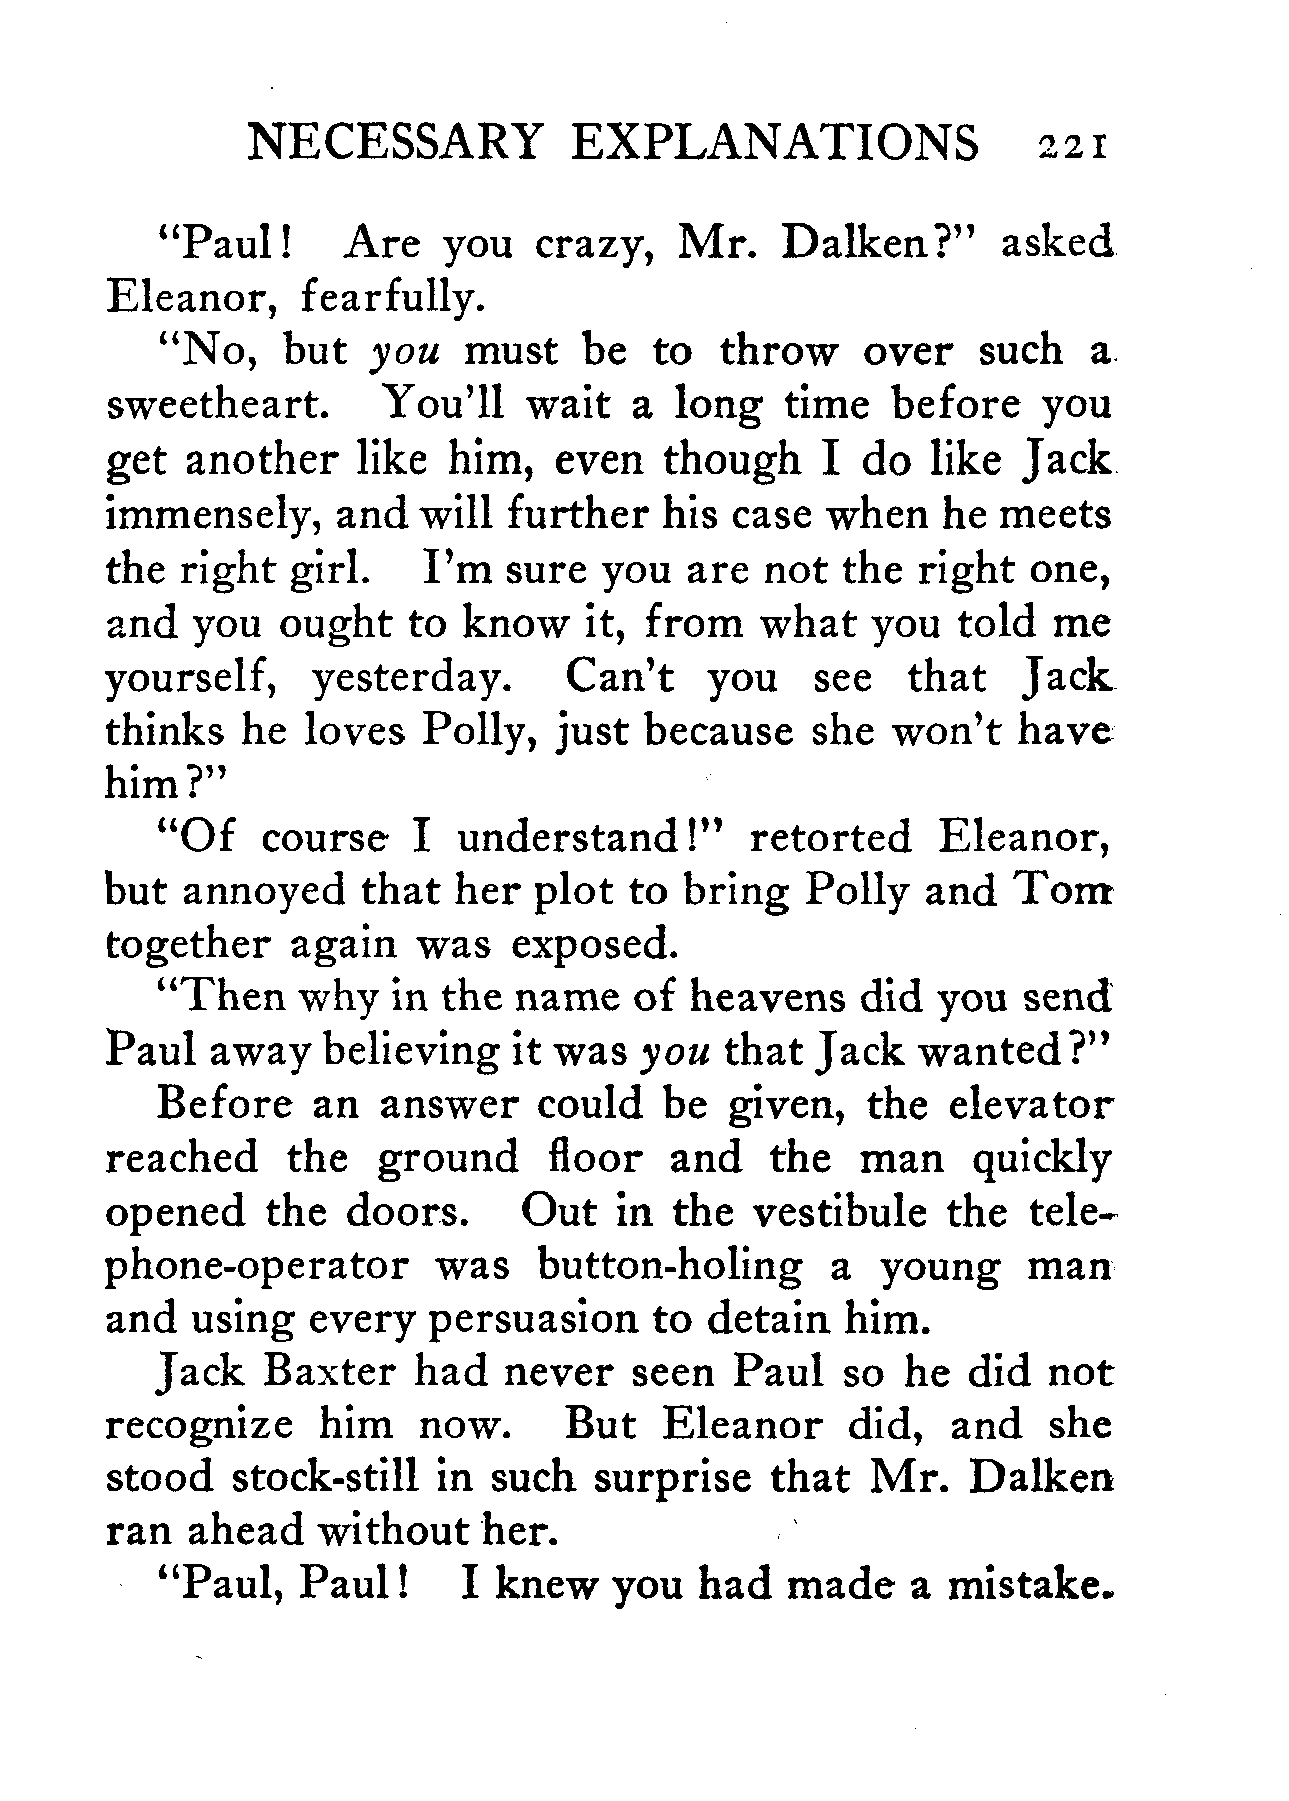 NECESSARY EXPLANATIONS 221
“Paul! Are you crazy, Mr. Dalken?” asked
Eleanor, fearfully.
“No, but you must be to throw over such a
sweetheart. You'll wait a long time before you
get another like him, even though I do like Jack
immensely, and will further his case when he meets
the right girl. I'm sure you are not the right one,
and you ought to know it, from what you told me
yourself, yesterday. Can't you see that Jack
thinks he loves Polly, just because she won't have
him?”
“Of course I understand!” retorted Eleanor,
but annoyed that her plot to bring Polly and Tom
together again was exposed.
“Then why in the name of heavens did you send
Paul away believing it was you that Jack wanted?”
Before an answer could be given, the elevator
reached the ground floor and the man quickly
opened the doors. Out in the vestibule the tele-
phone-operator was button-holing a young man
and using every persuasion to detain him.
Jack Baxter had never seen Paul so he did not
recognize him now. But Eleanor did, and she
stood stock-still in such surprise that Mr. Dalken
ran ahead without her.
“Paul, Paul! I knew you had made a mistake.